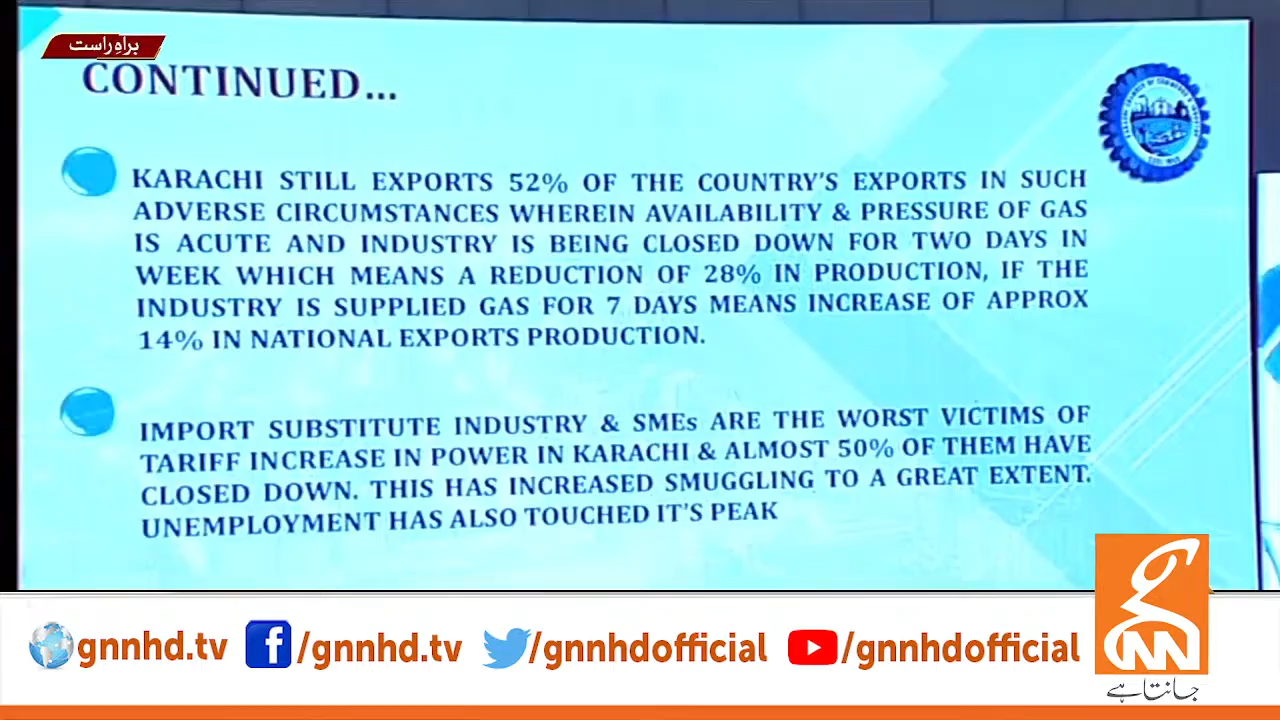 براہِ راست
CONTINUED...
KARACHI STILL EXPORTS 52% OF THE COUNTRY'S EXPORTS IN SUCH
ADVERSE CIRCUMSTANCES WHEREIN AVAILABILITY & PRESSURE OF GAS
IS ACUTE AND INDUSTRY IS BEING CLOSED DOWN FOR TWO DAYS IN
WEEK WHICH MEANS A REDUCTION OF 28% IN PRODUCTION, IF THE
INDUSTRY IS SUPPLIED GAS FOR 7 DAYS MEANS INCREASE OF APPROX
14% IN NATIONAL EXPORTS PRODUCTION.
IMPORT SUBSTITUTE INDUSTRY & SMEs ARE THE WORST VICTIMS OF
TARIFF INCREASE IN POWER IN KARACHI & ALMOST 50% OF THEM HAVE
CLOSED DOWN. THIS HAS INCREASED SMUGGLING TO A GREAT EXTENT.
UNEMPLOYMENT HAS ALSO TOUCHED IT'S PEAK
gnnhd.tv /gnnhd.tv /gnnhdofficial /gnnhdofficial
GNN
جانتا ہے